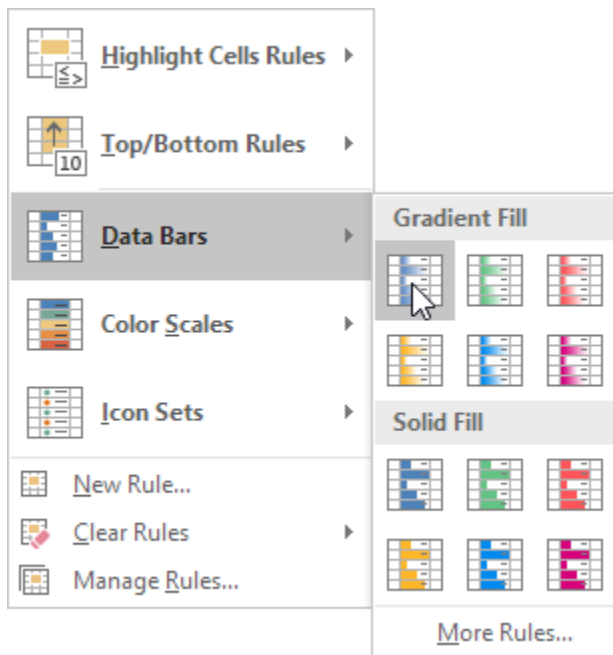 Highlight Cells Rules
≤>
Top/Bottom Rules
10
Data Bars
Color Scales
Icon Sets
New Rule...
Clear Rules
Manage Rules...
Gradient Fill
Solid Fill
More Rules...